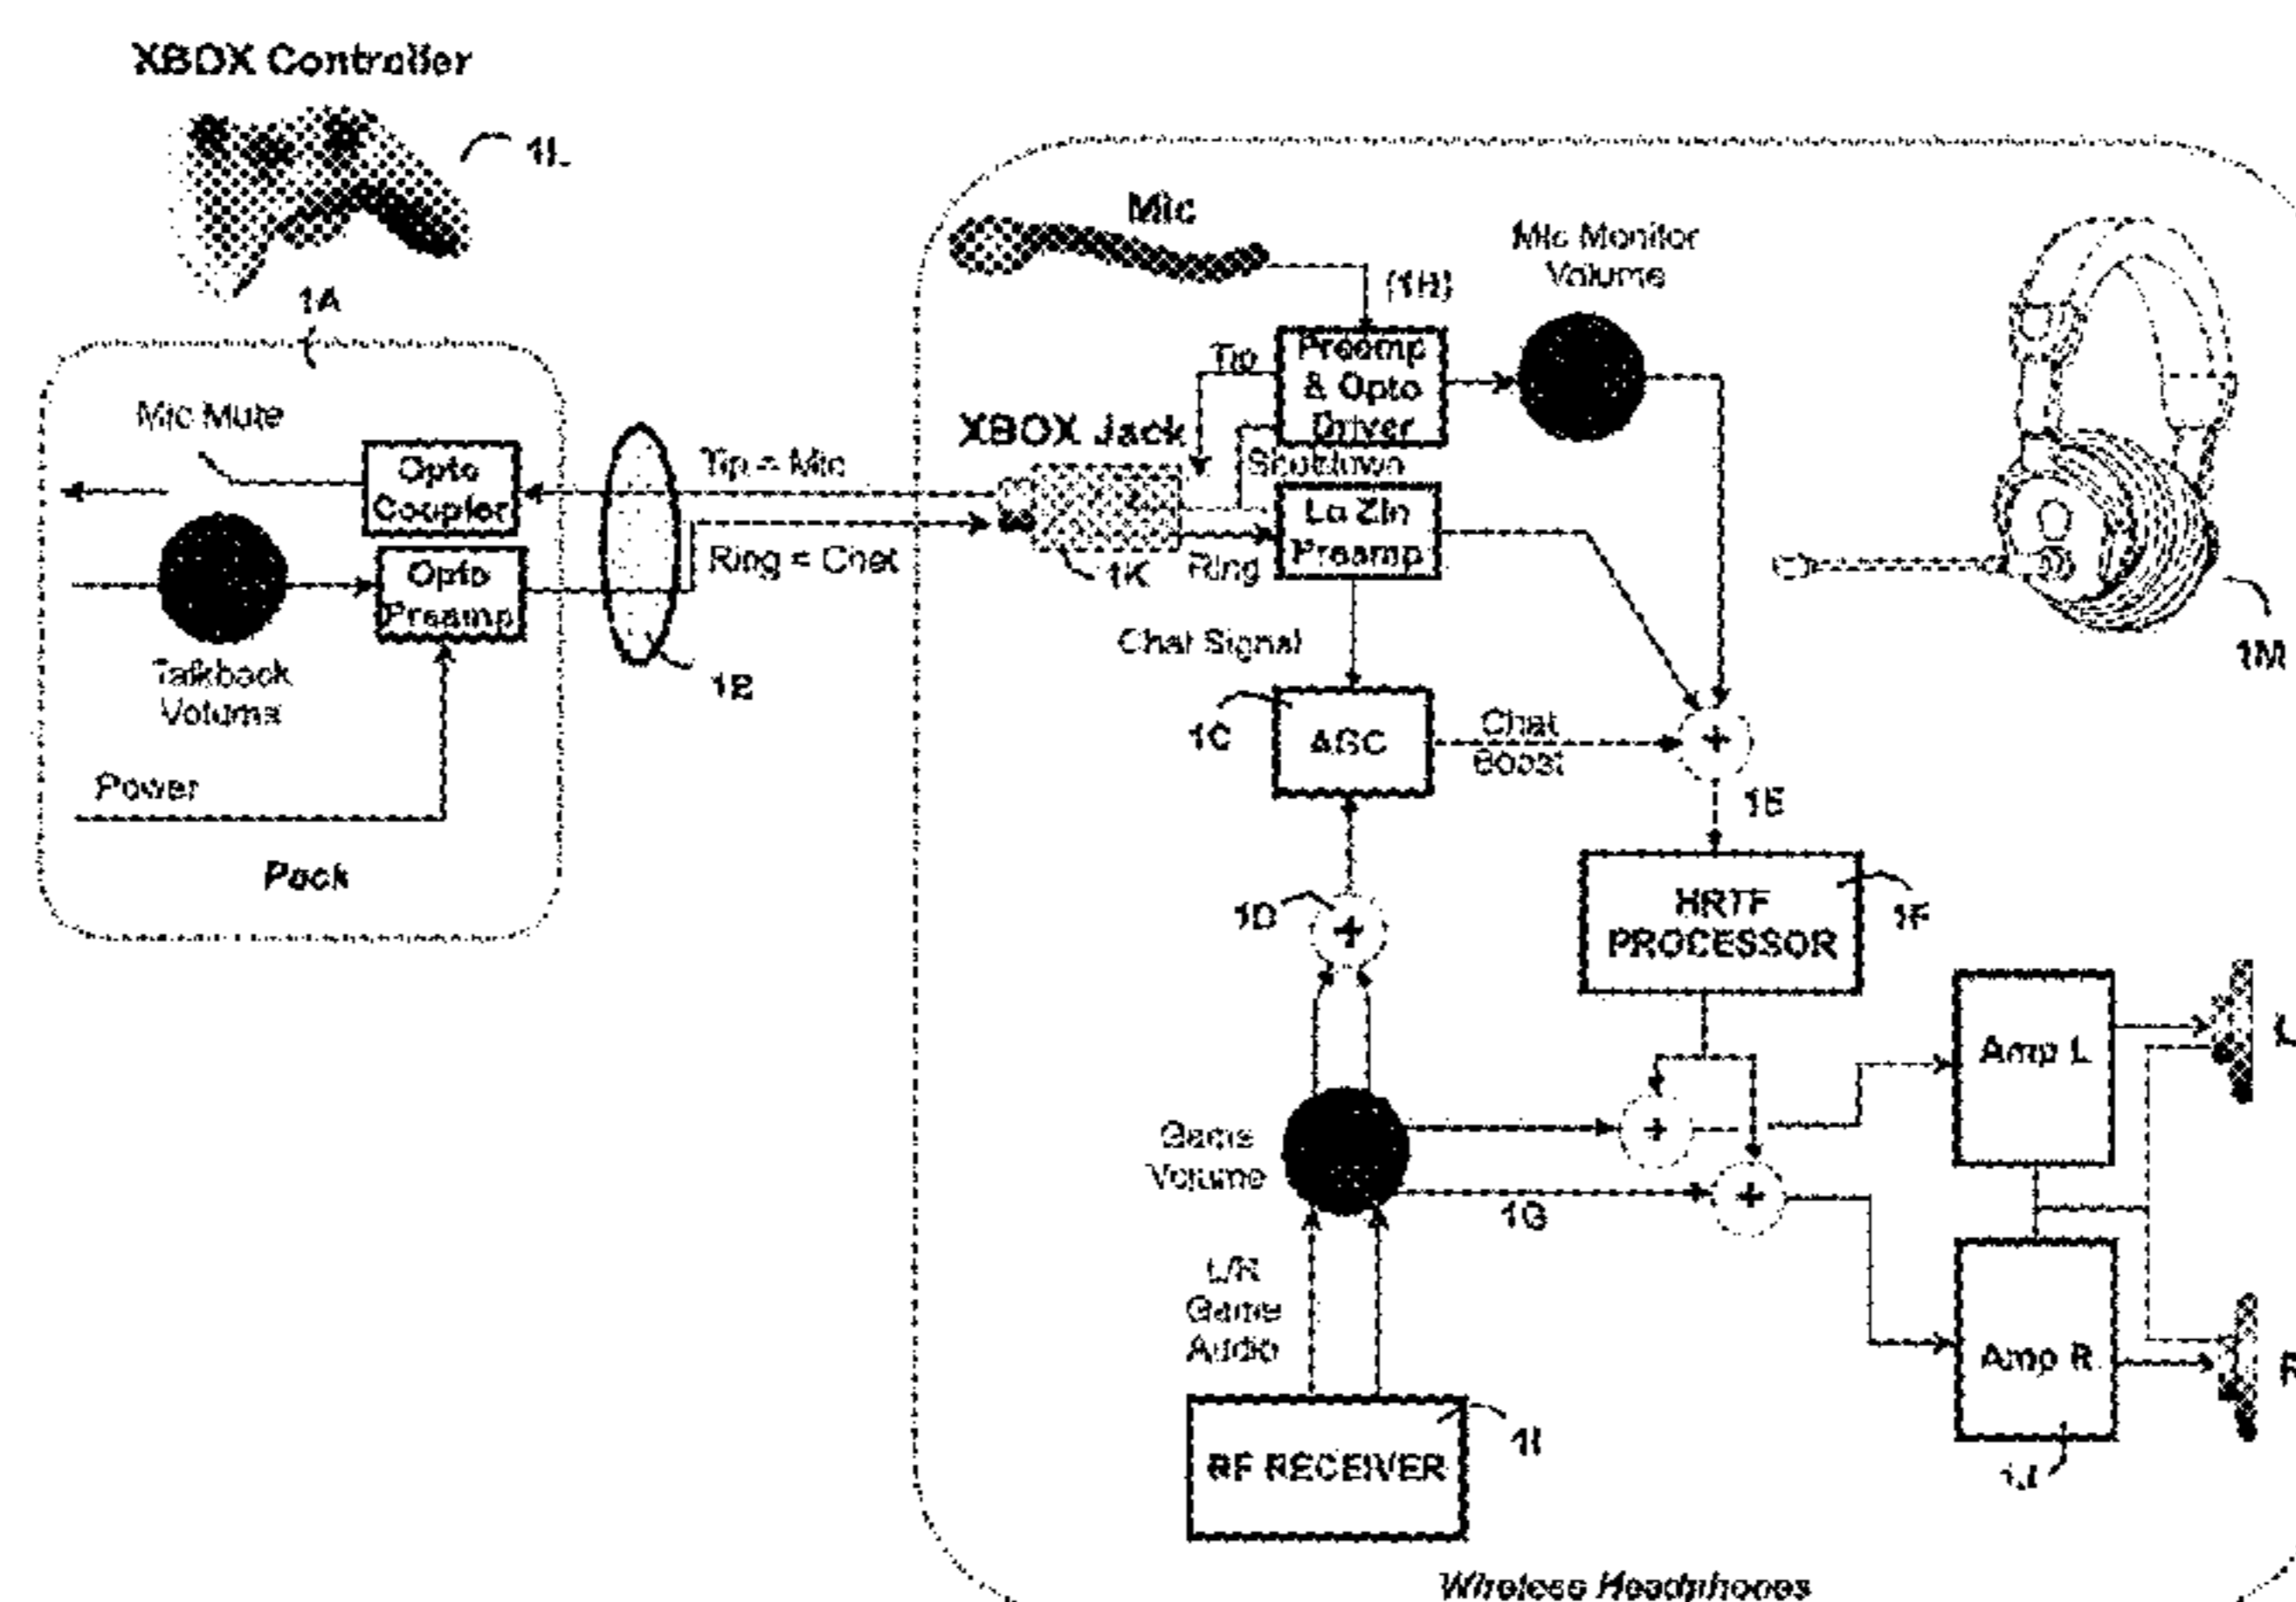 XBOX Controller
1L
1A
Mic Mute
Opto
Coupler
Opto
Preamp
Talkback
Volume
Power
Pack
Tip = Mic
Ring = Chat
1B
Mic
(1H)
Mic Monitor
Volume
Tip
Preamp
& Opto
Driver
XBOX Jack
Shutdown
Lo Zin
Preamp
1K
Ring
Chat Signal
1M
1C
AGC
Chat
Boost
+
1E
HRTF
PROCESSOR
1F
1D
+
Amp L
L
Game
Volume
+
+
1G
L/R
Game
Audio
Amp R
R
RF RECEIVER
1I
1J
Wireless Headphones